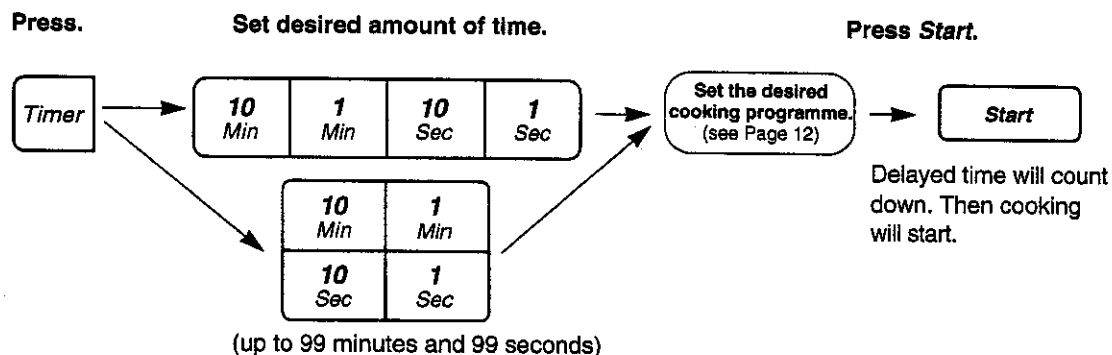 Press.
Set desired amount of time.
Press Start.
Timer
10 Min
1 Min
10 Sec
1 Sec
10 Min
1 Min
10 Sec
1 Sec
(up to 99 minutes and 99 seconds)
Set the desired
cooking programme.
(see Page 12)
Start
Delayed time will count
down. Then cooking
will start.